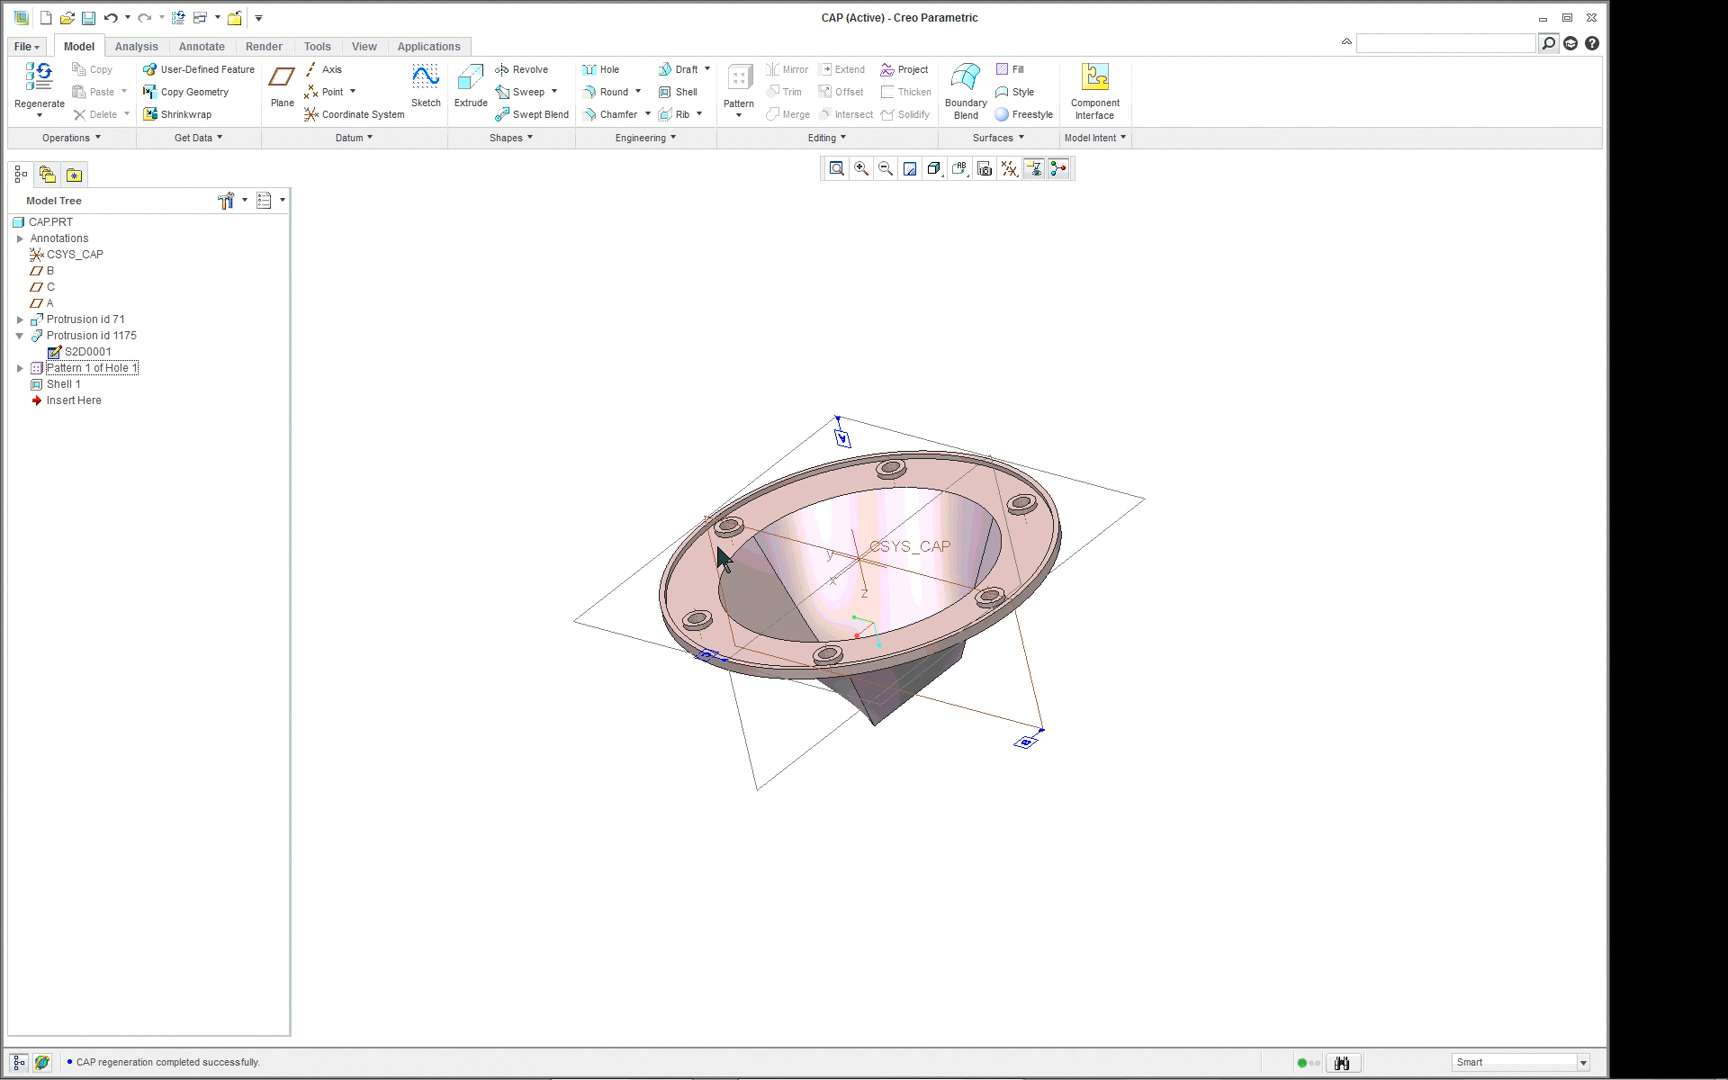 CAP (Active) - Creo Parametric
File Model Analysis Annotate Render Tools View Applications
Copy User-Defined Feature Axis Revolve Hole Draft Mirror Extend Project Fill
Paste Copy Geometry Point Sweep Round Shell Trim Offset Thicken Style
Regenerate Plane Sketch Extrude Pattern Boundary Blend Component Interface
Delete Shrinkwrap Coordinate System Swept Blend Chamfer Rib Merge Intersect Solidify Freestyle
Operations Get Data Datum Shapes Engineering Editing Surfaces Model Intent
Model Tree
CAP.PRT
Annotations
CSYS_CAP
B
C
A
Protrusion id 71
Protrusion id 1175
S2D0001
Pattern 1 of Hole 1
Shell 1
Insert Here
A
CSYS_CAP
y
x
z
B
CAP regeneration completed successfully.
Smart